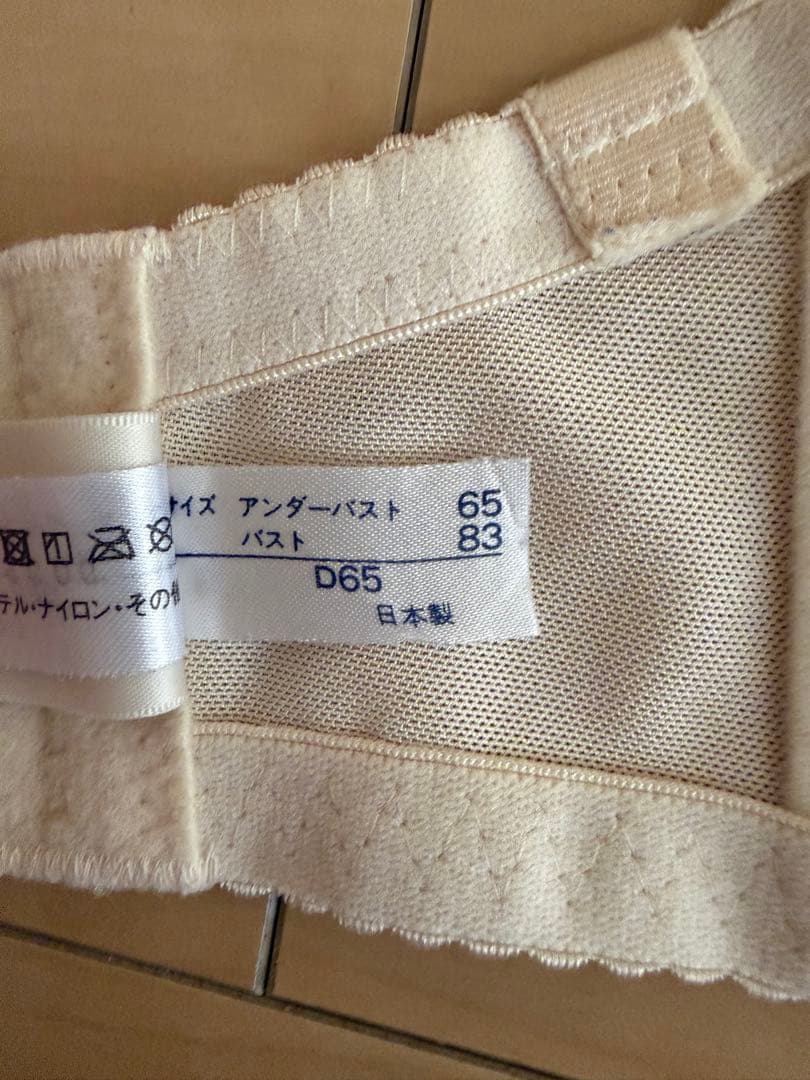 サイズ アンダーバスト 65
バスト 83
D65
日本製
テル・ナイロン・その他